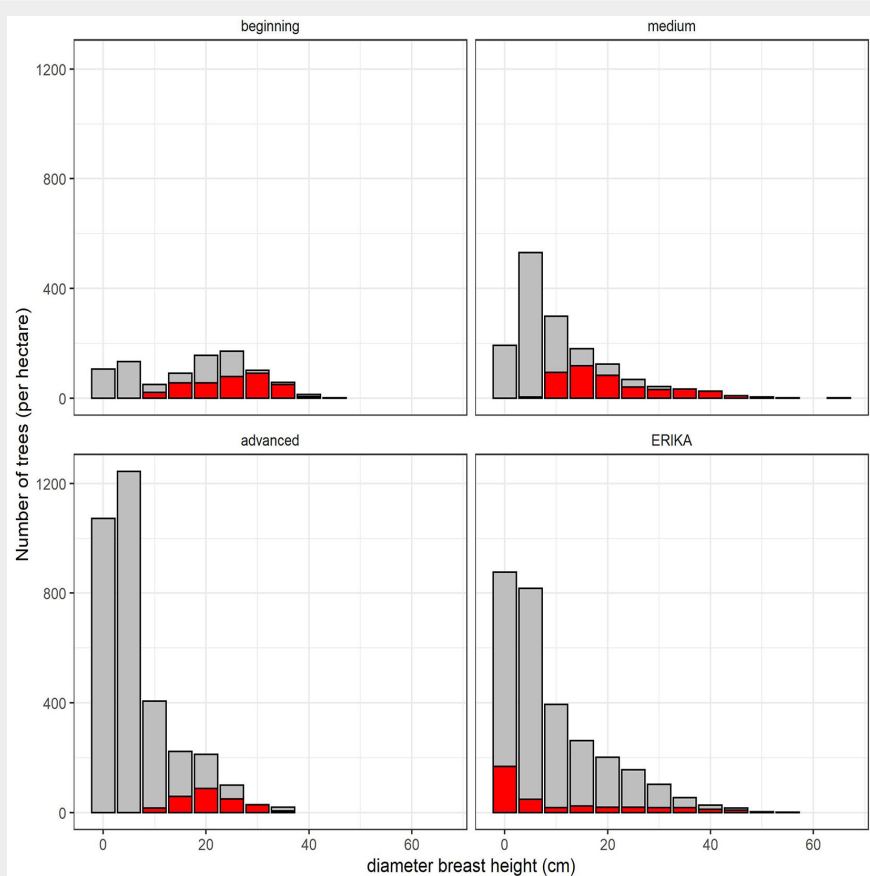 beginning
medium
1200
800
400
0
advanced
ERIKA
1200
800
400
0
0
20
40
60
0
20
40
60
Number of trees (per hectare)
diameter breast height (cm)